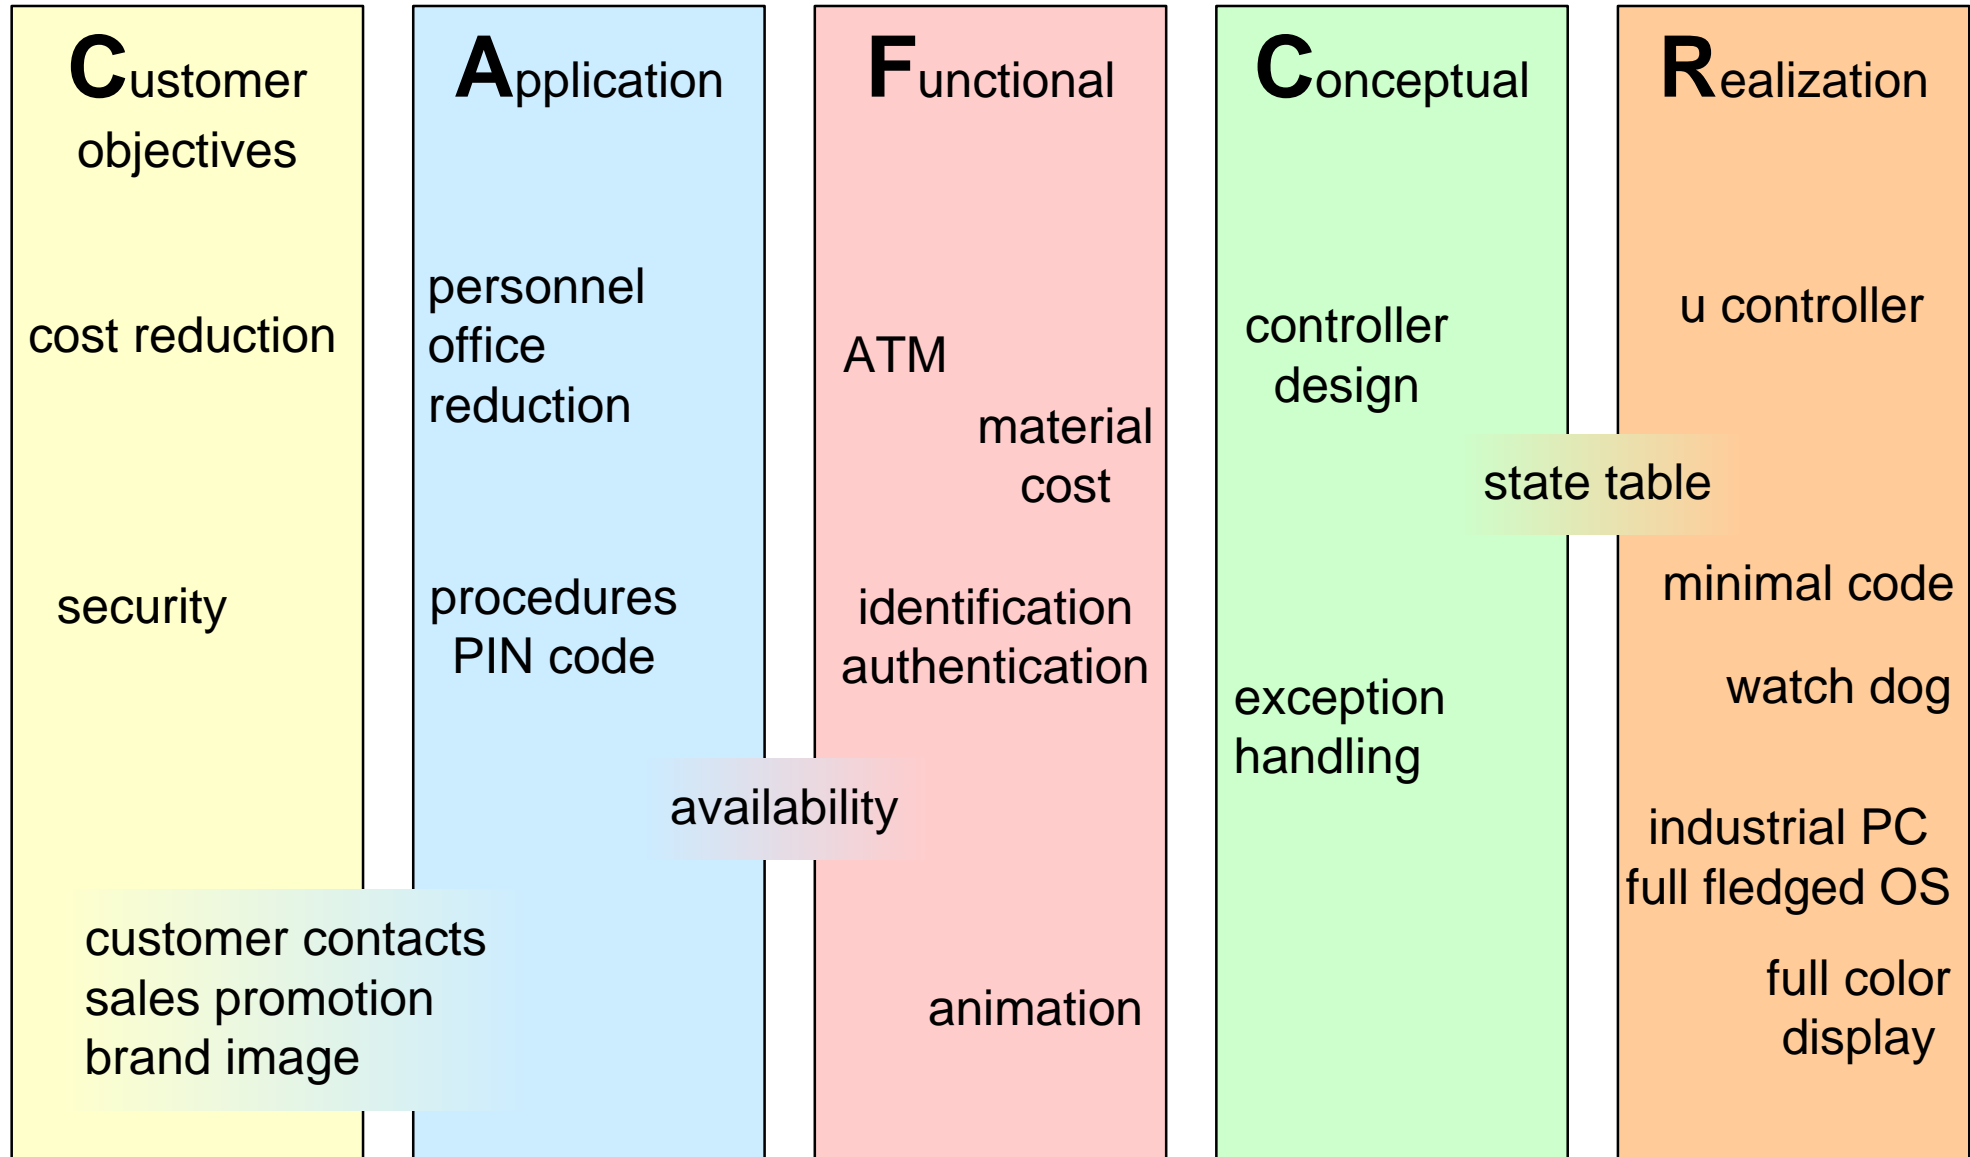 Customer
objectives
cost reduction
security
customer contacts
sales promotion
brand image
Application
personnel
office
reduction
procedures
PIN code
availability
Functional
ATM
material
cost
identification
authentication
animation
Conceptual
controller
design
state table
exception
handling
Realization
u controller
minimal code
watch dog
industrial PC
full fledged OS
full color
display